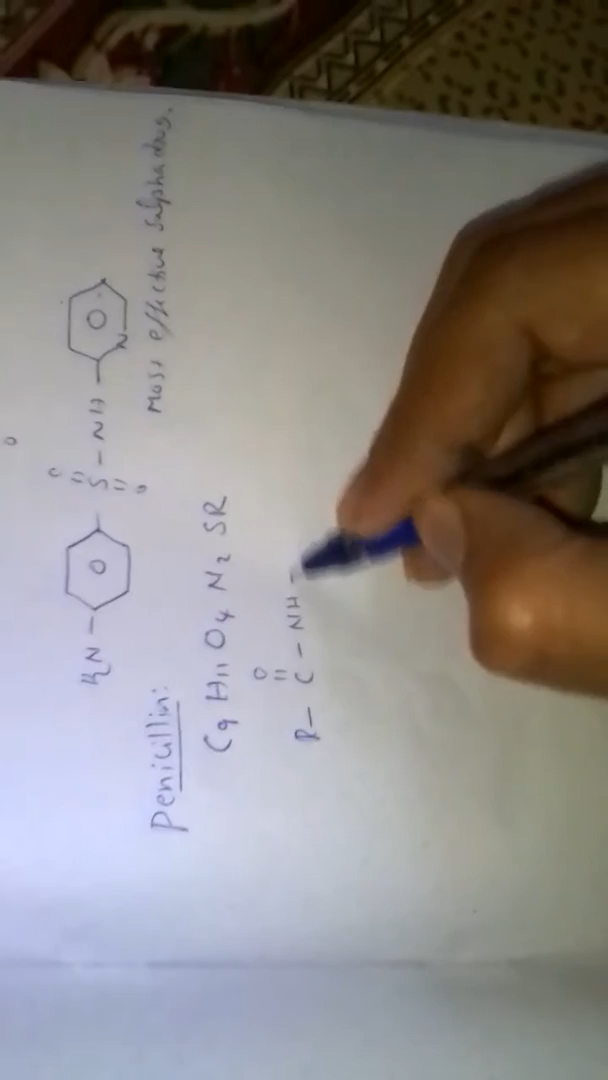 O
O
H2N – S – NH – N
O
Most effective sulpha drug.
Penicillin:
C9 H11 O4 N2 SR
O
R – C – NH –